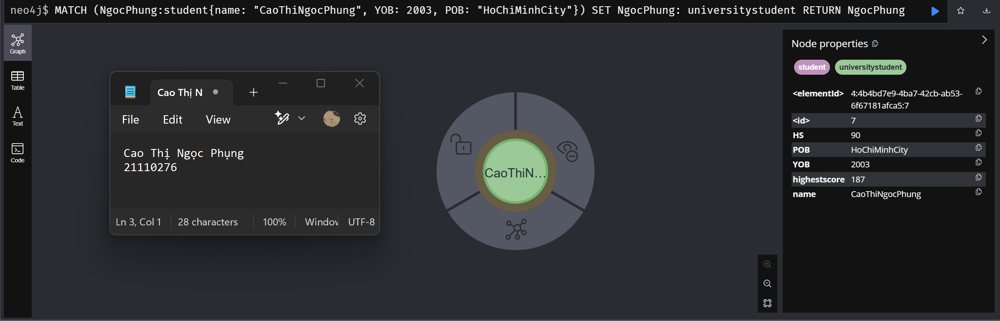 neo4j$ MATCH (NgocPhung:student{name: "CaoThiNgocPhung", YOB: 2003, POB: "HoChiMinhCity"}) SET NgocPhung: universitystudent RETURN NgocPhung
Graph
Table
Text
Code
Cao Thị N
File Edit View
Cao Thị Ngọc Phụng
21110276
Ln 3, Col 1 28 characters 100% Window UTF-8
CaoThiN...
Node properties
student universitystudent
<elementId> 4:4b4bd7e9-4ba7-42cb-ab53-
6f67181afca5:7
<id> 7
HS 90
POB HoChiMinhCity
YOB 2003
highestscore 187
name CaoThiNgocPhung